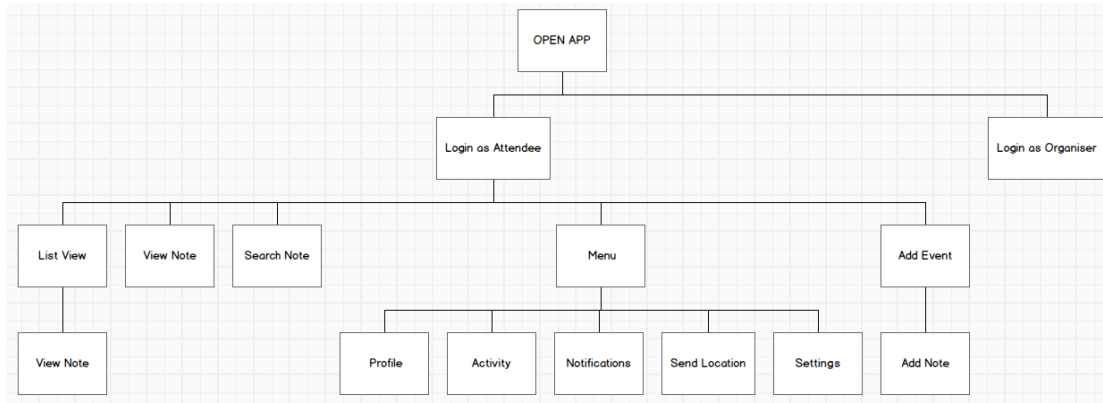 OPEN APP
Login as Attendee
Login as Organiser
List View
View Note
Search Note
Menu
Add Event
View Note
Profile
Activity
Notifications
Send Location
Settings
Add Note